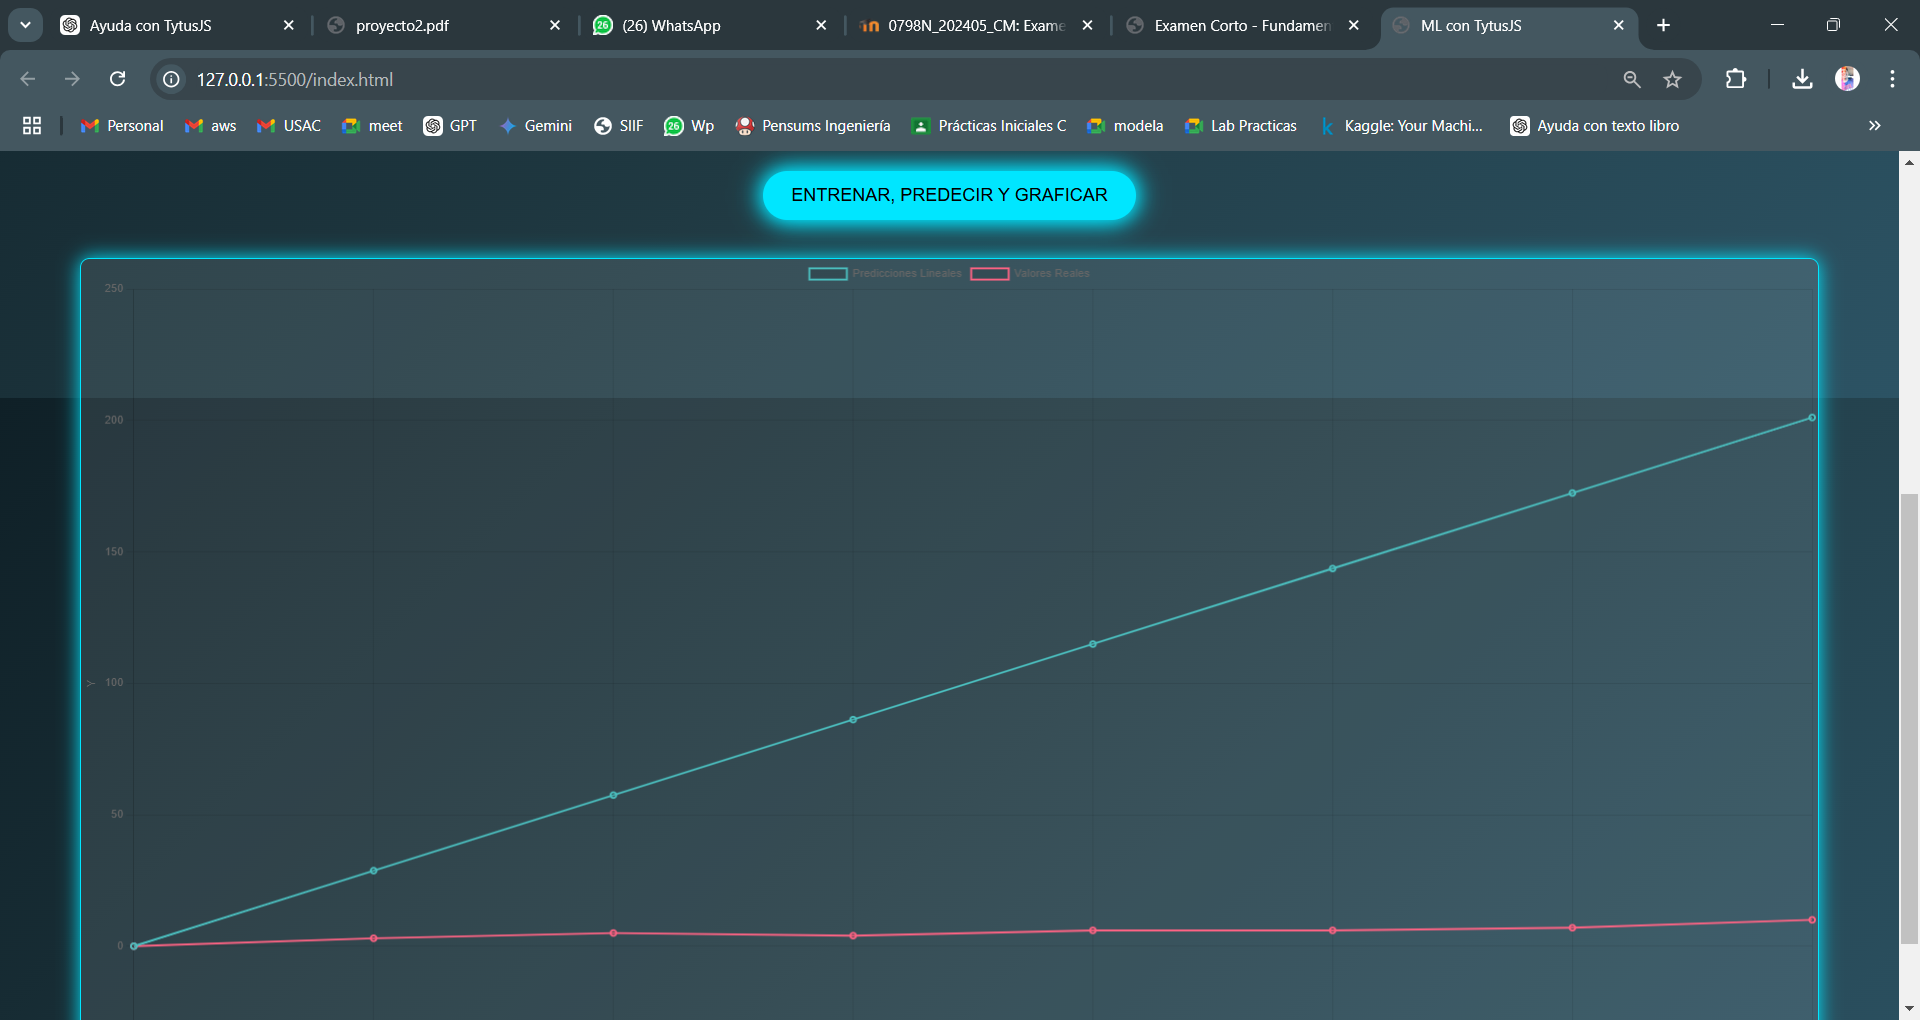 Ayuda con TytusJS
proyecto2.pdf
26 (26) WhatsApp
0798N_202405_CM: Exame
Examen Corto - Fundamen
ML con TytusJS
127.0.0.1:5500/index.html
Personal
aws
USAC
meet
GPT
Gemini
SIIF
26 Wp
Pensums Ingeniería
Prácticas Iniciales C
modela
Lab Practicas
Kaggle: Your Machi...
Ayuda con texto libro
ENTRENAR, PREDECIR Y GRAFICAR
Predicciones Lineales
Valores Reales
250
200
150
100
50
0
Y